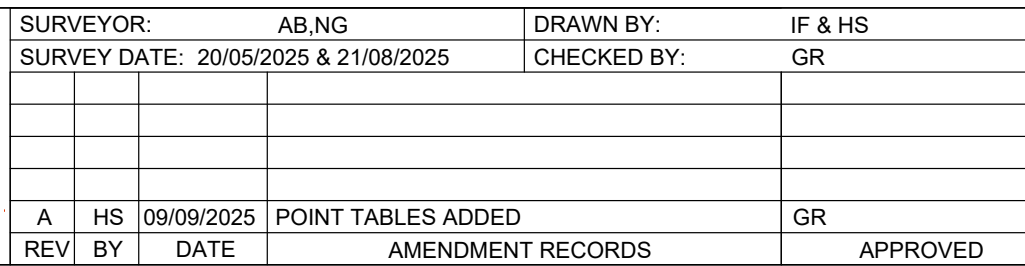 SURVEYOR: AB,NG DRAWN BY: IF & HS
SURVEY DATE: 20/05/2025 & 21/08/2025 CHECKED BY: GR
A HS 09/09/2025 POINT TABLES ADDED GR
REV BY DATE AMENDMENT RECORDS APPROVED